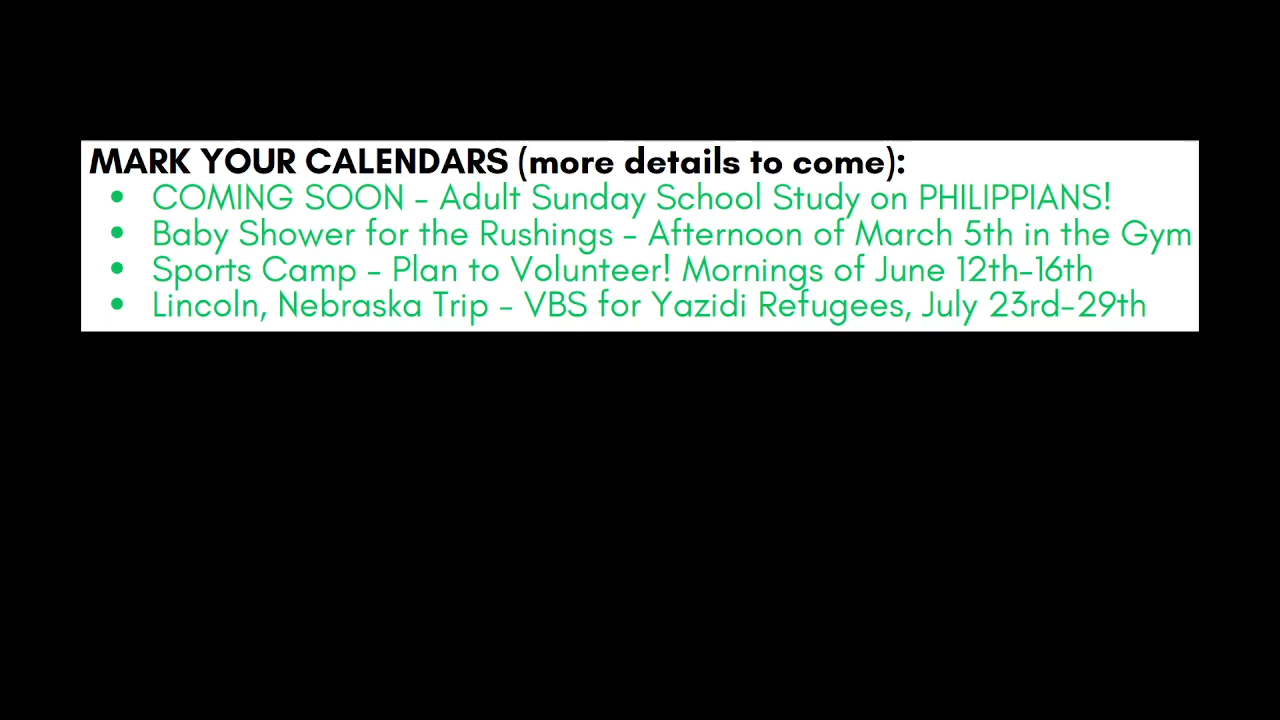 MARK YOUR CALENDARS (more details to come):
• COMING SOON - Adult Sunday School Study on PHILIPPIANS!
• Baby Shower for the Rushings - Afternoon of March 5th in the Gym
• Sports Camp - Plan to Volunteer! Mornings of June 12th-16th
• Lincoln, Nebraska Trip - VBS for Yazidi Refugees, July 23rd-29th